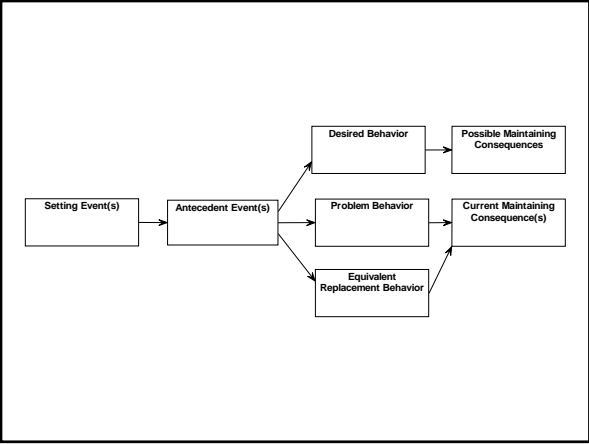 Desired Behavior
Possible Maintaining
Consequences
Setting Event(s)
Antecedent Event(s)
Problem Behavior
Current Maintaining
Consequence(s)
Equivalent
Replacement Behavior